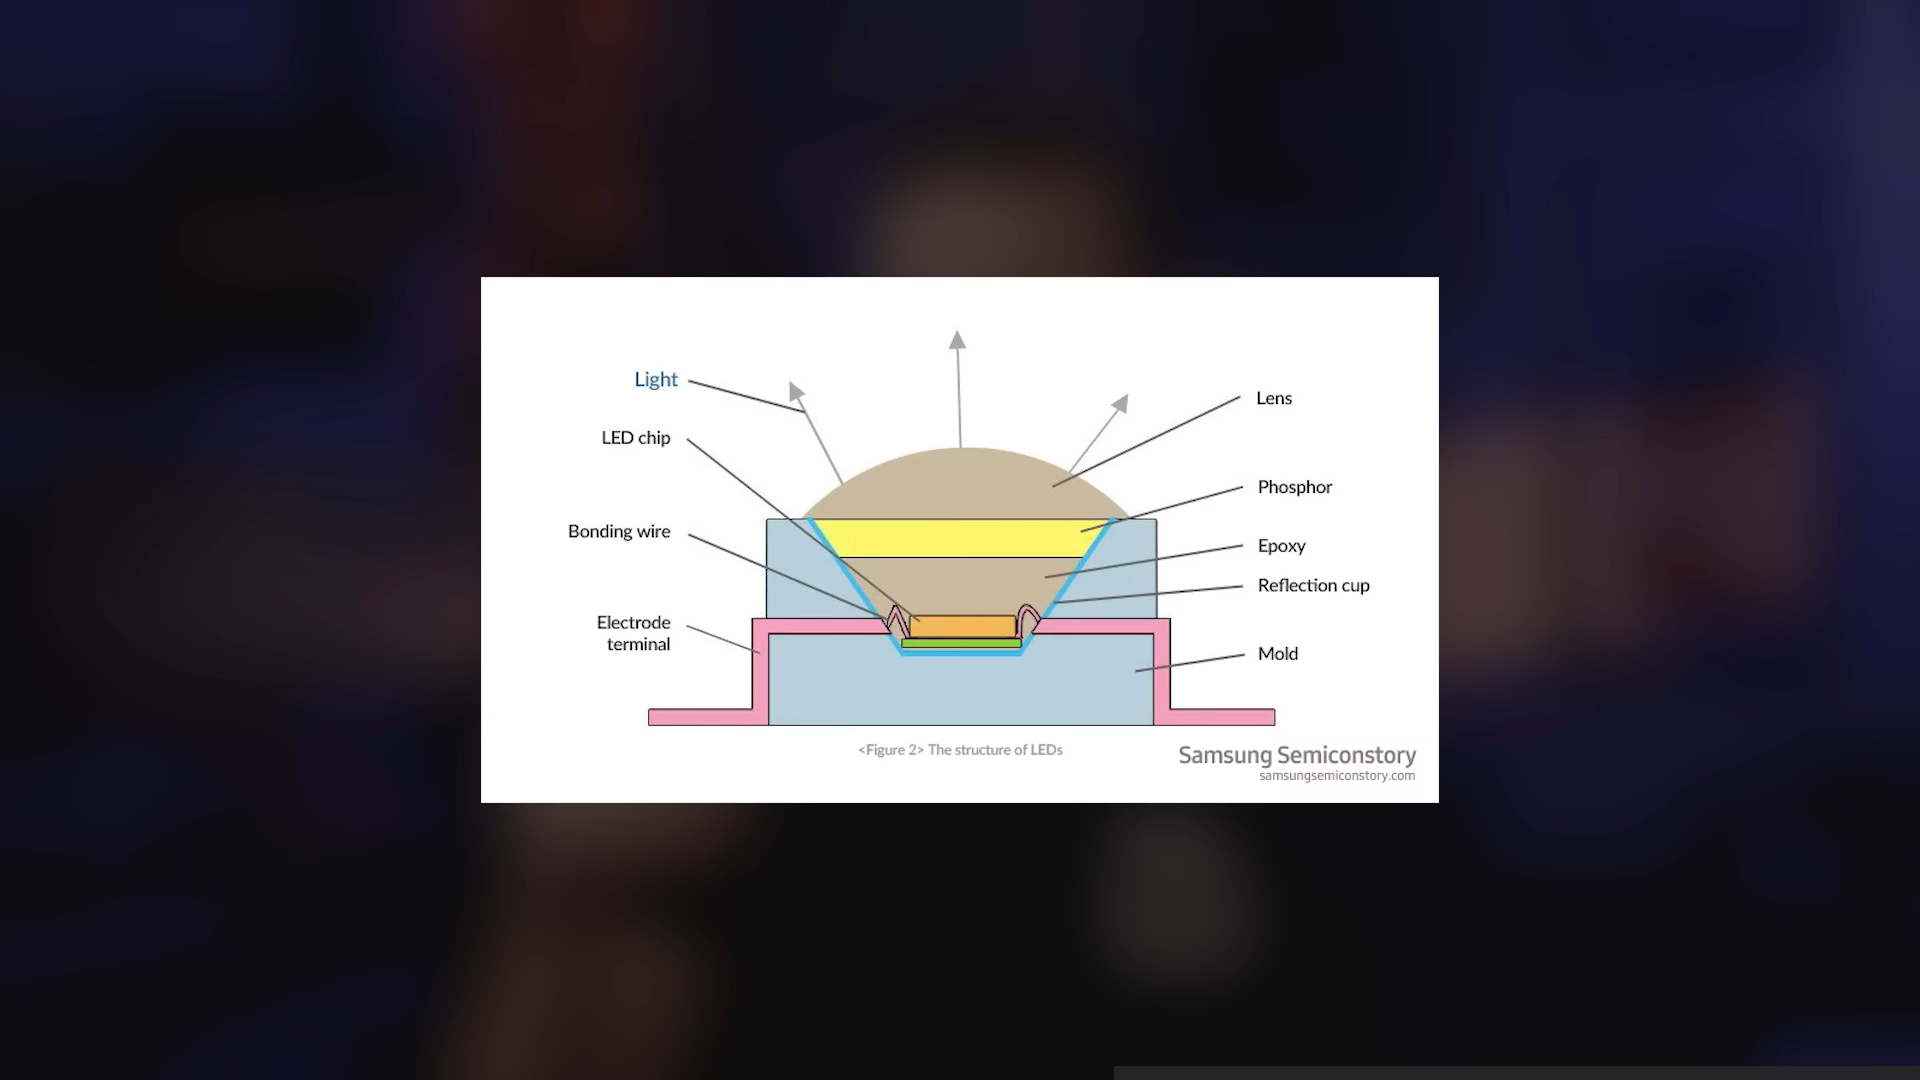 Light
LED chip
Bonding wire
Electrode
terminal
Lens
Phosphor
Epoxy
Reflection cup
Mold
<Figure 2> The structure of LEDs
Samsung Semiconstory
samsungsemiconstory.com